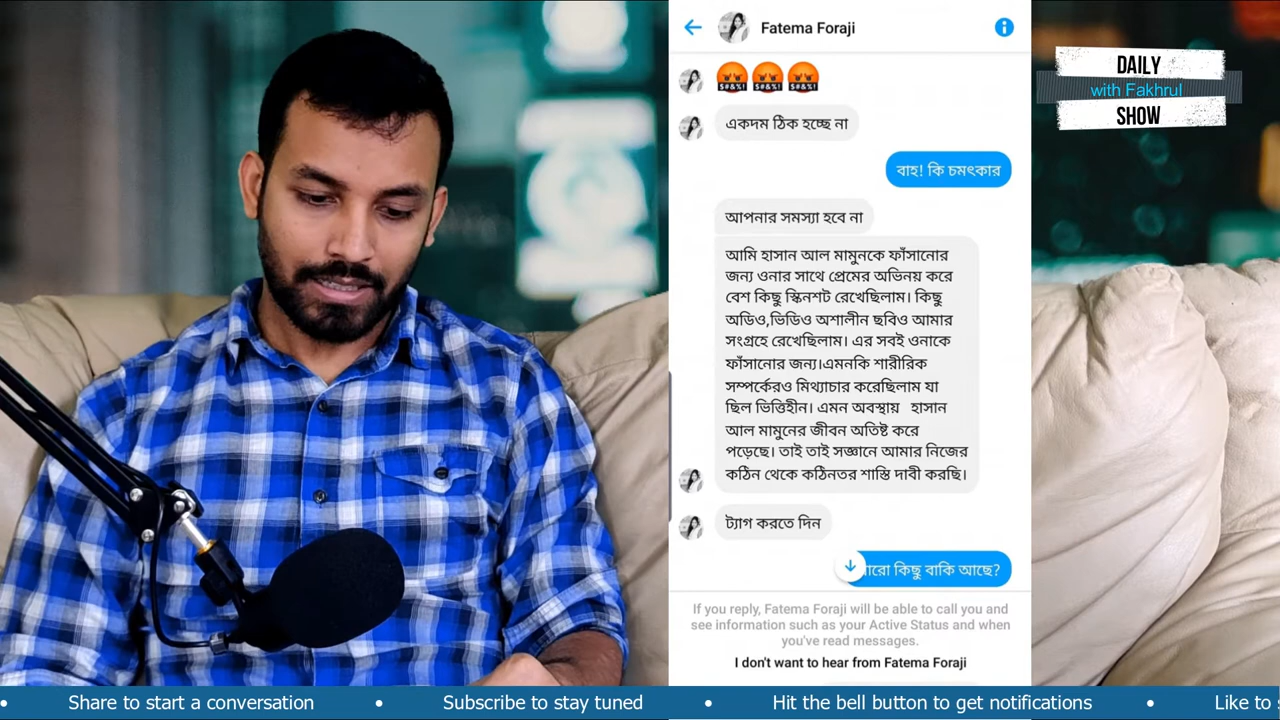 Fatema Foraji
DAILY
with Fakhrul
SHOW
$#&%! $#&%! $#&%!
একদম ঠিক হচ্ছে না
বাহ! কি চমৎকার
আপনার সমস্যা হবে না
আমি হাসান আল মামুনকে ফাঁসানোর
জন্য ওনার সাথে প্রেমের অভিনয় করে
বেশ কিছু স্কিনশট রেখেছিলাম। কিছু
অডিও,ভিডিও অশালীন ছবিও আমার
সংগ্রহে রেখেছিলাম। এর সবই ওনাকে
ফাঁসানোর জন্য।এমনকি শারীরিক
সম্পর্কেরও মিথ্যাচার করেছিলাম যা
ছিল ভিত্তিহীন। এমন অবস্থায় হাসান
আল মামুনের জীবন অতিষ্ট করে
পড়েছে। তাই তাই সজ্ঞানে আমার নিজের
কঠিন থেকে কঠিনতর শাস্তি দাবী করছি।
ট্যাগ করতে দিন
কিছু বাকি আছে?
If you reply, Fatema Foraji will be able to call you and
see information such as your Active Status and when
you've read messages.
I don't want to hear from Fatema Foraji
• Share to start a conversation • Subscribe to stay tuned • Hit the bell button to get notifications • Like to